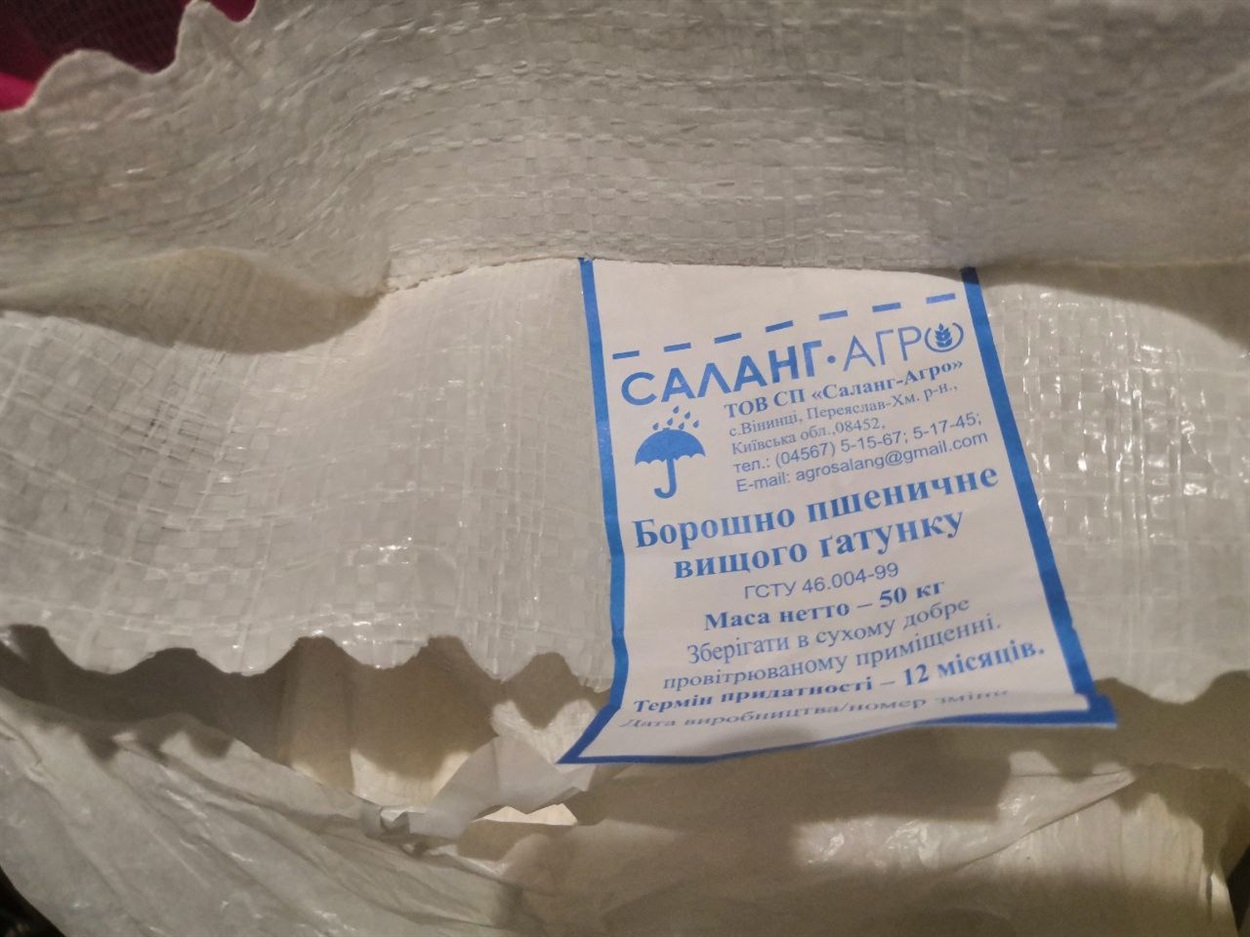 САЛАНГ·АГРО
ТОВ СП «Саланг-Агро»
с.Вінинці, Переяслав-Хм. р-н.,
Київська обл.,08452,
тел.: (04567) 5-15-67; 5-17-45;
E-mail: agrosalang@gmail.com
Борошно пшеничне
вищого ґатунку
ГСТУ 46.004-99
Маса нетто – 50 кг
Зберігати в сухому добре
провітрюваному приміщенні.
Термін придатності – 12 місяців.
Дата виробництва/номер зміни